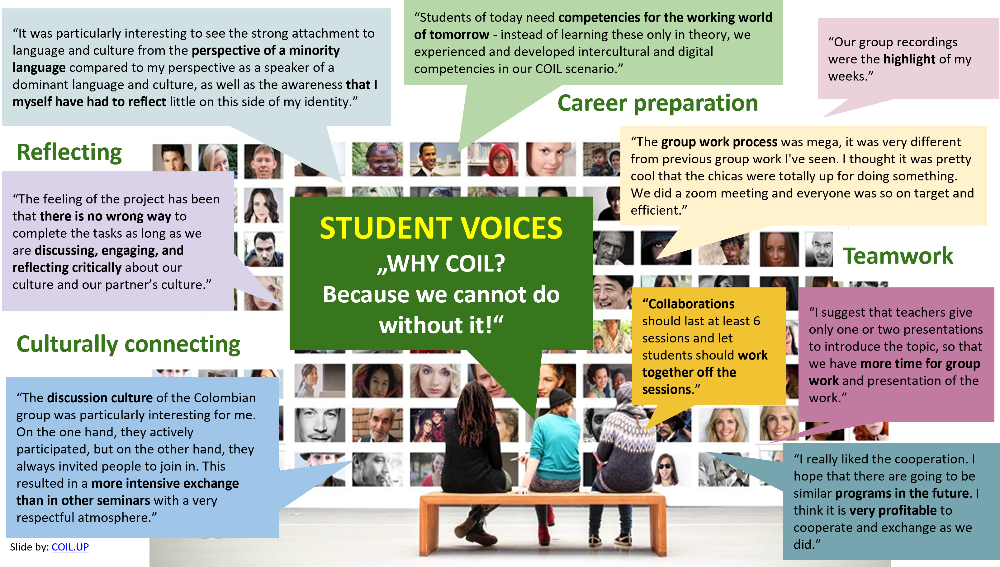 “It was particularly interesting to see the strong attachment to
language and culture from the perspective of a minority
language compared to my perspective as a speaker of a
dominant language and culture, as well as the awareness that I
myself have had to reflect little on this side of my identity.”
“Students of today need competencies for the working world
of tomorrow - instead of learning these only in theory, we
experienced and developed intercultural and digital
competencies in our COIL scenario.”
“Our group recordings
were the highlight of my
weeks.”
Career preparation
Reflecting
“The group work process was mega, it was very different
from previous group work I've seen. I thought it was pretty
cool that the chicas were totally up for doing something.
We did a zoom meeting and everyone was so on target and
efficient.”
“The feeling of the project has been
that there is no wrong way to
complete the tasks as long as we
are discussing, engaging, and
reflecting critically about our
culture and our partner’s culture.”
STUDENT VOICES
„WHY COIL?
Because we cannot do
without it!“
Teamwork
“Collaborations
should last at least 6
sessions and let
students should work
together off the
sessions.”
“I suggest that teachers give
only one or two presentations
to introduce the topic, so that
we have more time for group
work and presentation of the
work.”
Culturally connecting
“The discussion culture of the Colombian
group was particularly interesting for me.
On the one hand, they actively
participated, but on the other hand, they
always invited people to join in. This
resulted in a more intensive exchange
than in other seminars with a very
respectful atmosphere.”
“I really liked the cooperation. I
hope that there are going to be
similar programs in the future. I
think it is very profitable to
cooperate and exchange as we
did.”
Slide by: COIL.UP